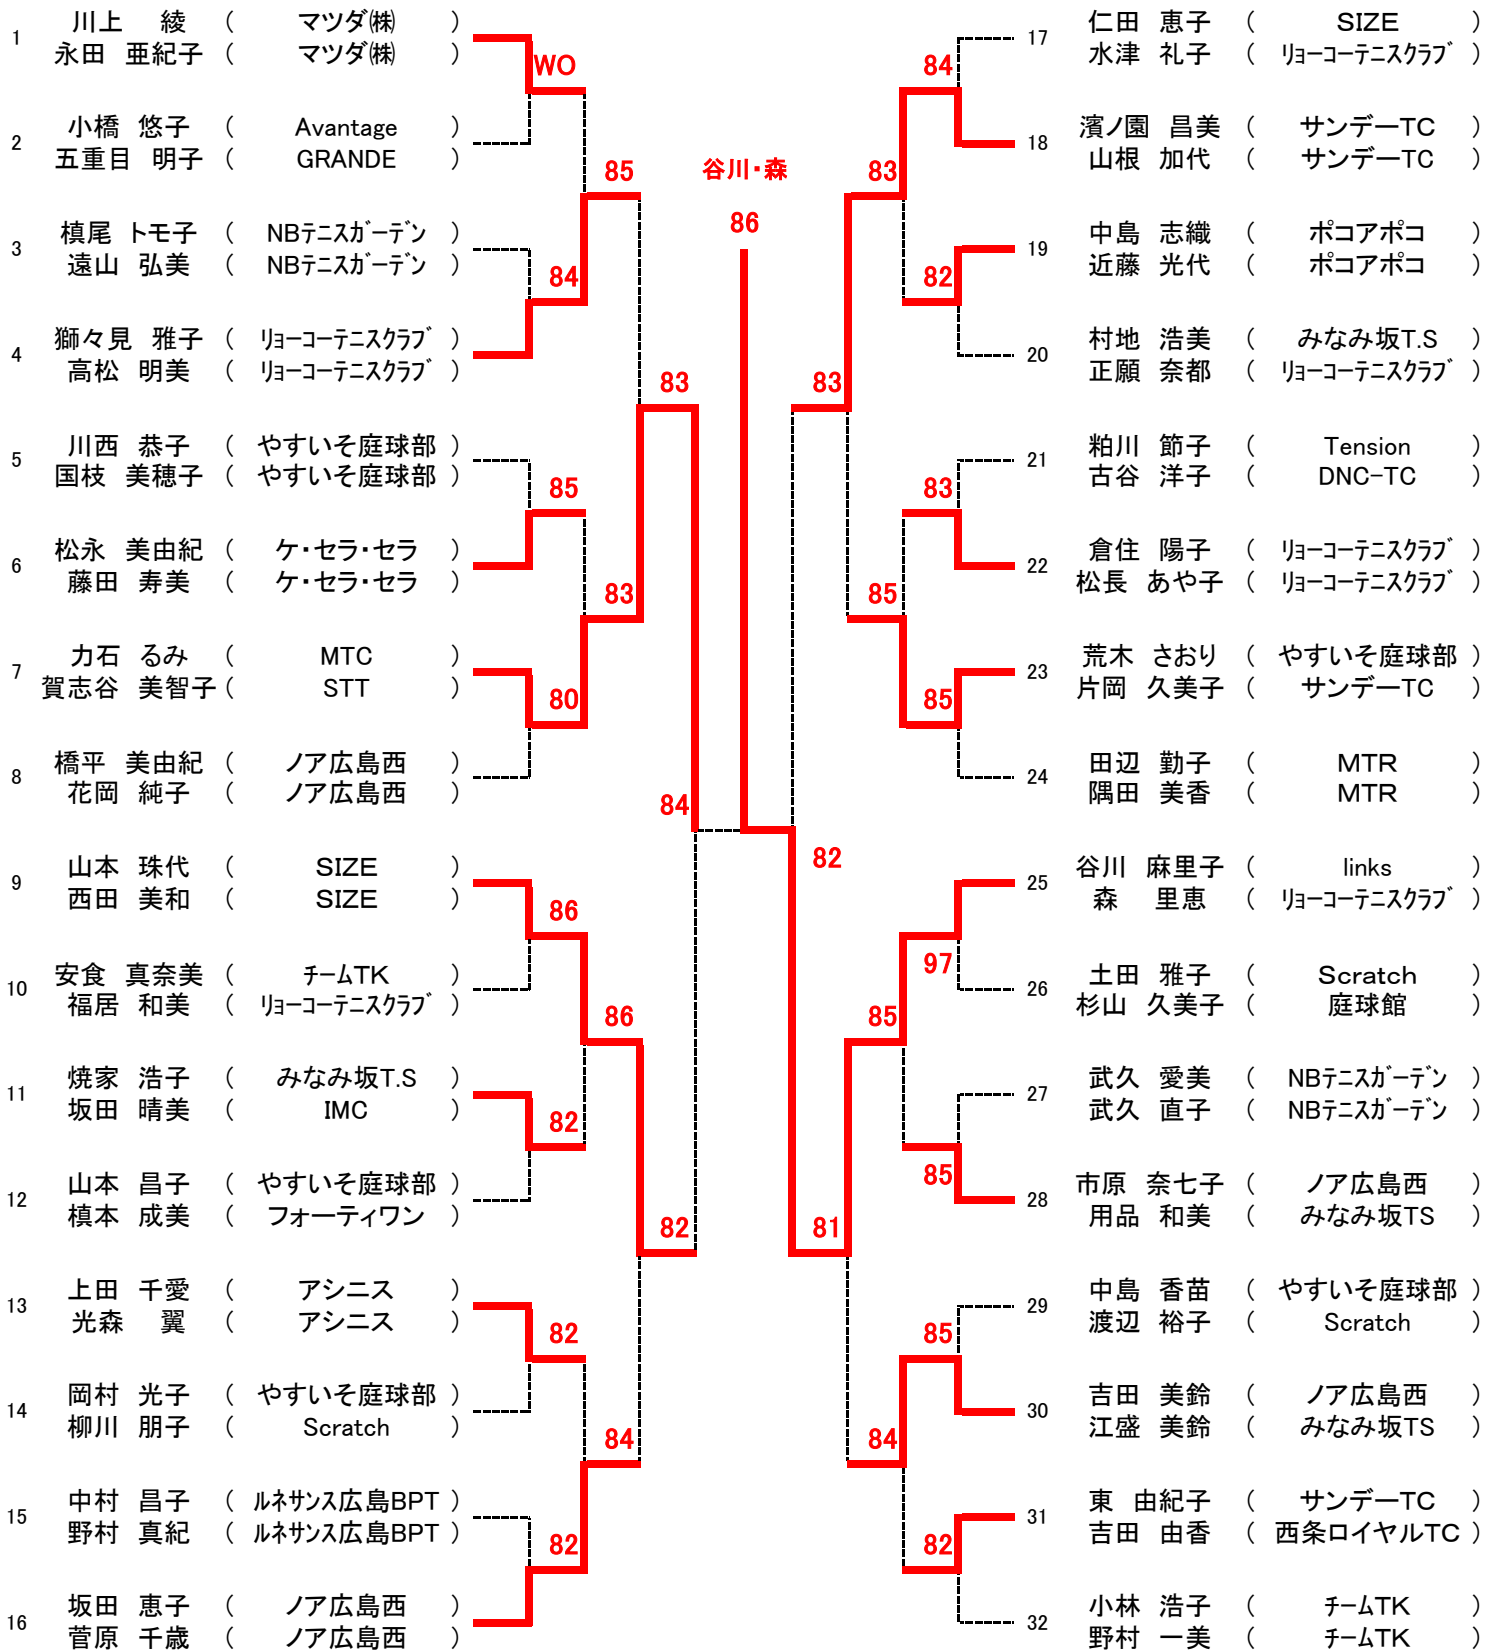 1 川上 綾 ( マツダ㈱ )
永田 亜紀子 ( マツダ㈱ )
WO
2 小橋 悠子 ( Avantage )
五重目 明子 ( GRANDE )
85
3 槙尾 トモ子 ( NBテニスガーデン )
遠山 弘美 ( NBテニスガーデン )
84
4 獅々見 雅子 ( リョーコーテニスクラブ )
高松 明美 ( リョーコーテニスクラブ )
83
5 川西 恭子 ( やすいそ庭球部 )
国枝 美穂子 ( やすいそ庭球部 )
85
6 松永 美由紀 ( ケ・セラ・セラ )
藤田 寿美 ( ケ・セラ・セラ )
83
7 力石 るみ ( MTC )
賀志谷 美智子 ( STT )
80
8 橋平 美由紀 ( ノア広島西 )
花岡 純子 ( ノア広島西 )
84
9 山本 珠代 ( SIZE )
西田 美和 ( SIZE )
86
10 安食 真奈美 ( チームTK )
福居 和美 ( リョーコーテニスクラブ )
86
11 焼家 浩子 ( みなみ坂T.S )
坂田 晴美 ( IMC )
82
12 山本 昌子 ( やすいそ庭球部 )
槙本 成美 ( フォーティワン )
82
13 上田 千愛 ( アシニス )
光森 翼 ( アシニス )
82
14 岡村 光子 ( やすいそ庭球部 )
柳川 朋子 ( Scratch )
84
15 中村 昌子 ( ルネサンス広島BPT )
野村 真紀 ( ルネサンス広島BPT )
82
16 坂田 恵子 ( ノア広島西 )
菅原 千歳 ( ノア広島西 )
谷川・森
86
17 仁田 恵子 ( SIZE )
水津 礼子 ( リョーコーテニスクラブ )
84
18 濱ノ園 昌美 ( サンデーTC )
山根 加代 ( サンデーTC )
83
19 中島 志織 ( ポコアポコ )
近藤 光代 ( ポコアポコ )
82
20 村地 浩美 ( みなみ坂T.S )
正願 奈都 ( リョーコーテニスクラブ )
83
21 粕川 節子 ( Tension )
古谷 洋子 ( DNC-TC )
83
22 倉住 陽子 ( リョーコーテニスクラブ )
松長 あや子 ( リョーコーテニスクラブ )
85
23 荒木 さおり ( やすいそ庭球部 )
片岡 久美子 ( サンデーTC )
85
24 田辺 勤子 ( MTR )
隅田 美香 ( MTR )
82
25 谷川 麻里子 ( links )
森 里恵 ( リョーコーテニスクラブ )
97
26 土田 雅子 ( Scratch )
杉山 久美子 ( 庭球館 )
85
27 武久 愛美 ( NBテニスガーデン )
武久 直子 ( NBテニスガーデン )
85
28 市原 奈七子 ( ノア広島西 )
用品 和美 ( みなみ坂TS )
81
29 中島 香苗 ( やすいそ庭球部 )
渡辺 裕子 ( Scratch )
85
30 吉田 美鈴 ( ノア広島西 )
江盛 美鈴 ( みなみ坂TS )
84
31 東 由紀子 ( サンデーTC )
吉田 由香 ( 西条ロイヤルTC )
82
32 小林 浩子 ( チームTK )
野村 一美 ( チームTK )